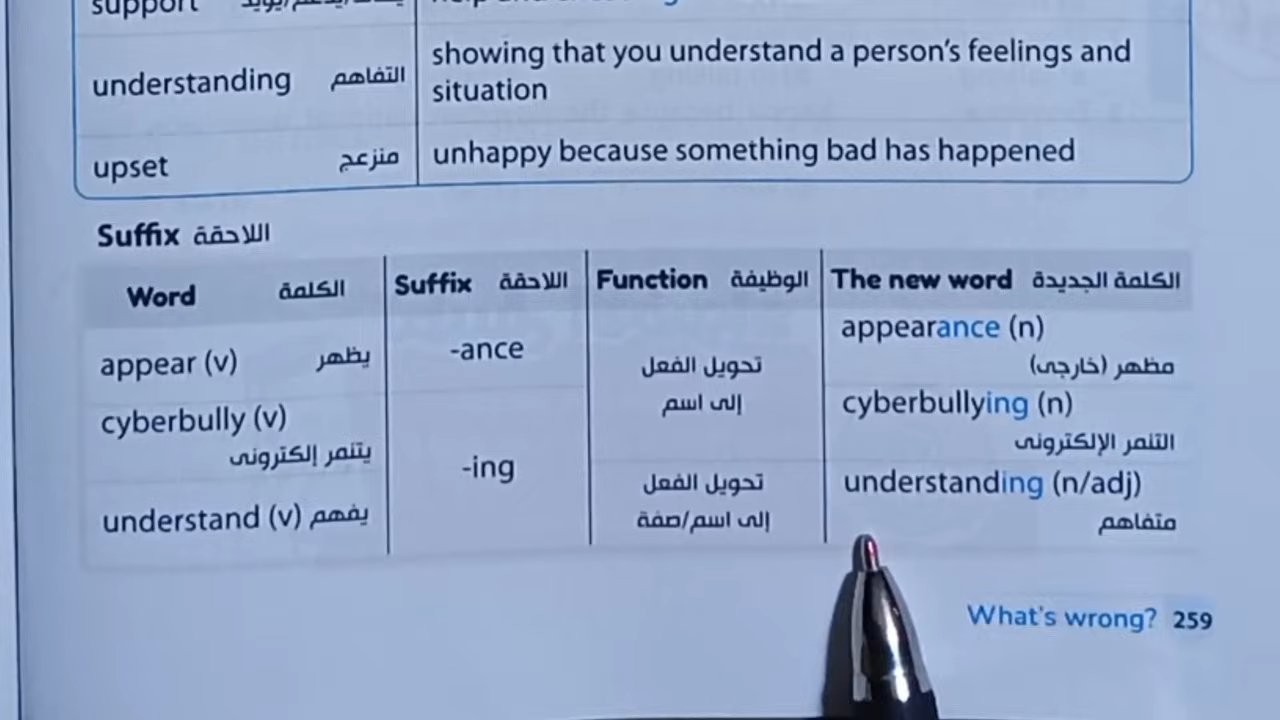 support
understanding التفاهم
showing that you understand a person's feelings and
situation
upset منزعج
unhappy because something bad has happened
Suffix اللاحقة
Word الكلمة Suffix اللاحقة Function الوظيفة The new word الكلمة الجديدة
appear (v) يظهر
-ance
تحويل الفعل
إلى اسم
appearance (n)
مظهر (خارجى)
cyberbully (v)
يتنمر إلكترونى
-ing
cyberbullying (n)
التنمر الإلكترونى
understand (v) يفهم
تحويل الفعل
إلى اسم/صفة
understanding (n/adj)
متفاهم
What's wrong? 259